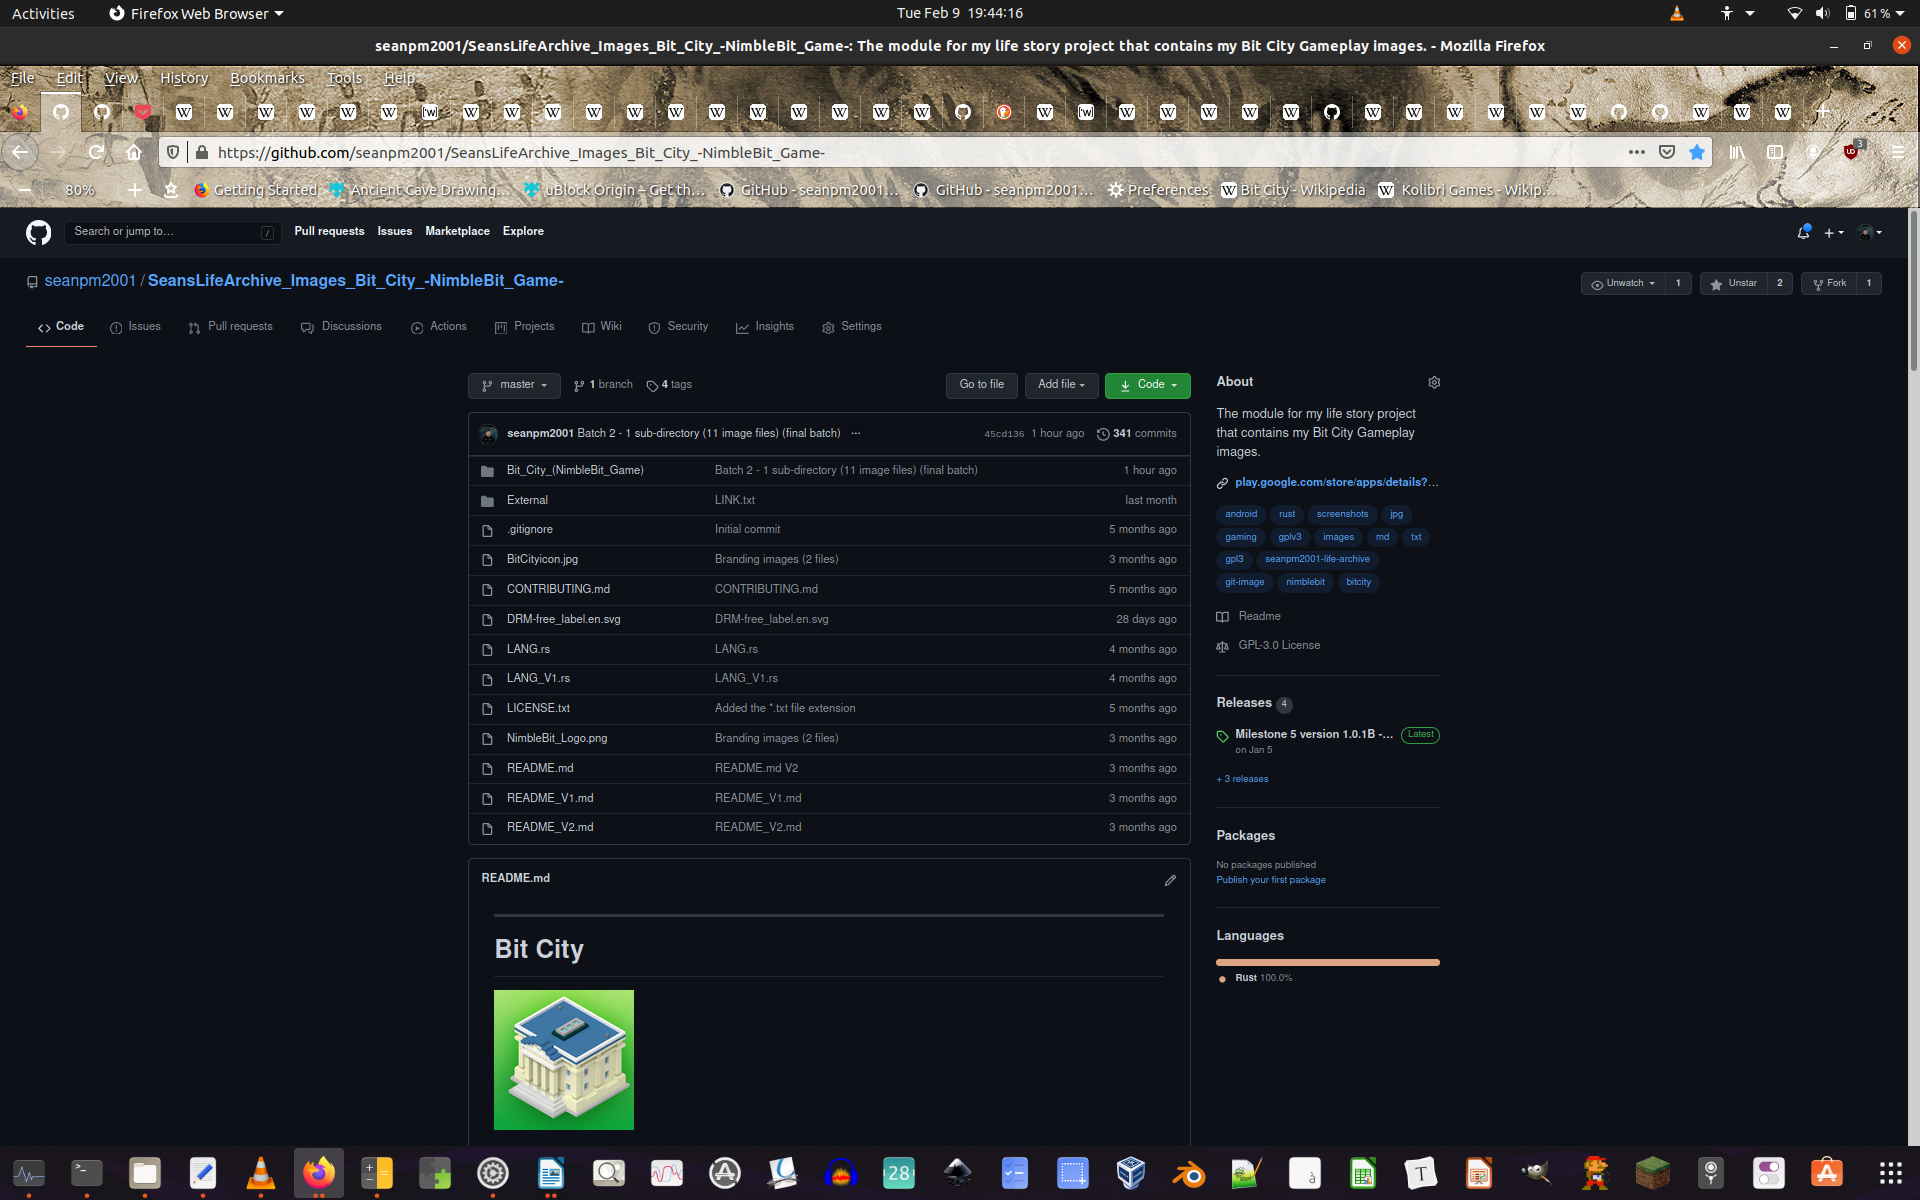 Activities
Firefox Web Browser
Tue Feb 9 19:44:16
61 %
seanpm2001/SeansLifeArchive_Images_Bit_City_-NimbleBit_Game-: The module for my life story project that contains my Bit City Gameplay images. - Mozilla Firefox
File Edit View History Bookmarks Tools Help
https://github.com/seanpm2001/SeansLifeArchive_Images_Bit_City_-NimbleBit_Game-
3
80%
Getting Started
Ancient Cave Drawing…
uBlock Origin – Get th…
GitHub - seanpm2001…
GitHub - seanpm2001…
Preferences
Bit City - Wikipedia
Kolibri Games - Wikip…
Search or jump to…
/
Pull requests
Issues
Marketplace
Explore
seanpm2001 / SeansLifeArchive_Images_Bit_City_-NimbleBit_Game-
Unwatch 1
Unstar 2
Fork 1
Code
Issues
Pull requests
Discussions
Actions
Projects
Wiki
Security
Insights
Settings
master
1 branch
4 tags
Go to file
Add file
Code
seanpm2001 Batch 2 - 1 sub-directory (11 image files) (final batch) ...
45cd136 1 hour ago
341 commits
Bit_City_(NimbleBit_Game) Batch 2 - 1 sub-directory (11 image files) (final batch) 1 hour ago
External LINK.txt last month
.gitignore Initial commit 5 months ago
BitCityicon.jpg Branding images (2 files) 3 months ago
CONTRIBUTING.md CONTRIBUTING.md 5 months ago
DRM-free_label.en.svg DRM-free_label.en.svg 28 days ago
LANG.rs LANG.rs 4 months ago
LANG_V1.rs LANG_V1.rs 4 months ago
LICENSE.txt Added the *.txt file extension 5 months ago
NimbleBit_Logo.png Branding images (2 files) 3 months ago
README.md README.md V2 3 months ago
README_V1.md README_V1.md 3 months ago
README_V2.md README_V2.md 3 months ago
README.md
Bit City
About
The module for my life story project
that contains my Bit City Gameplay
images.
play.google.com/store/apps/details?…
android rust screenshots jpg
gaming gplv3 images md txt
gpl3 seanpm2001-life-archive
git-image nimblebit bitcity
Readme
GPL-3.0 License
Releases 4
Milestone 5 version 1.0.1B -… Latest
on Jan 5
+ 3 releases
Packages
No packages published
Publish your first package
Languages
Rust 100.0%
28